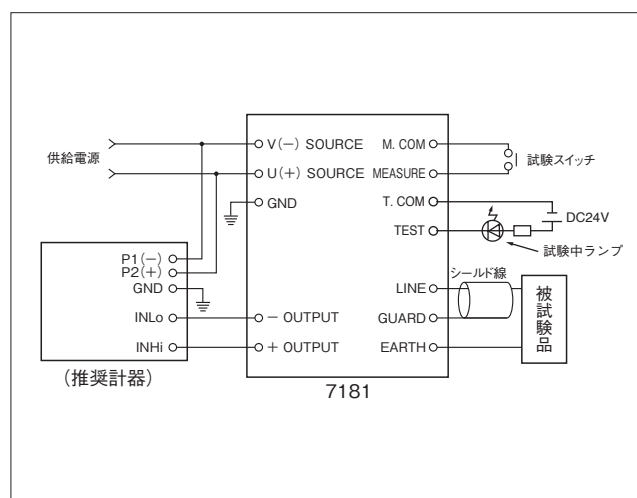 供給電源
V(−) SOURCE
U(+) SOURCE
GND
M. COM
MEASURE
T. COM
TEST
試験スイッチ
DC24V
試験中ランプ
P1(−)
P2(+)
GND
INLo
INHi
(推奨計器)
− OUTPUT
+ OUTPUT
LINE
GUARD
EARTH
シールド線
被試験品
7181